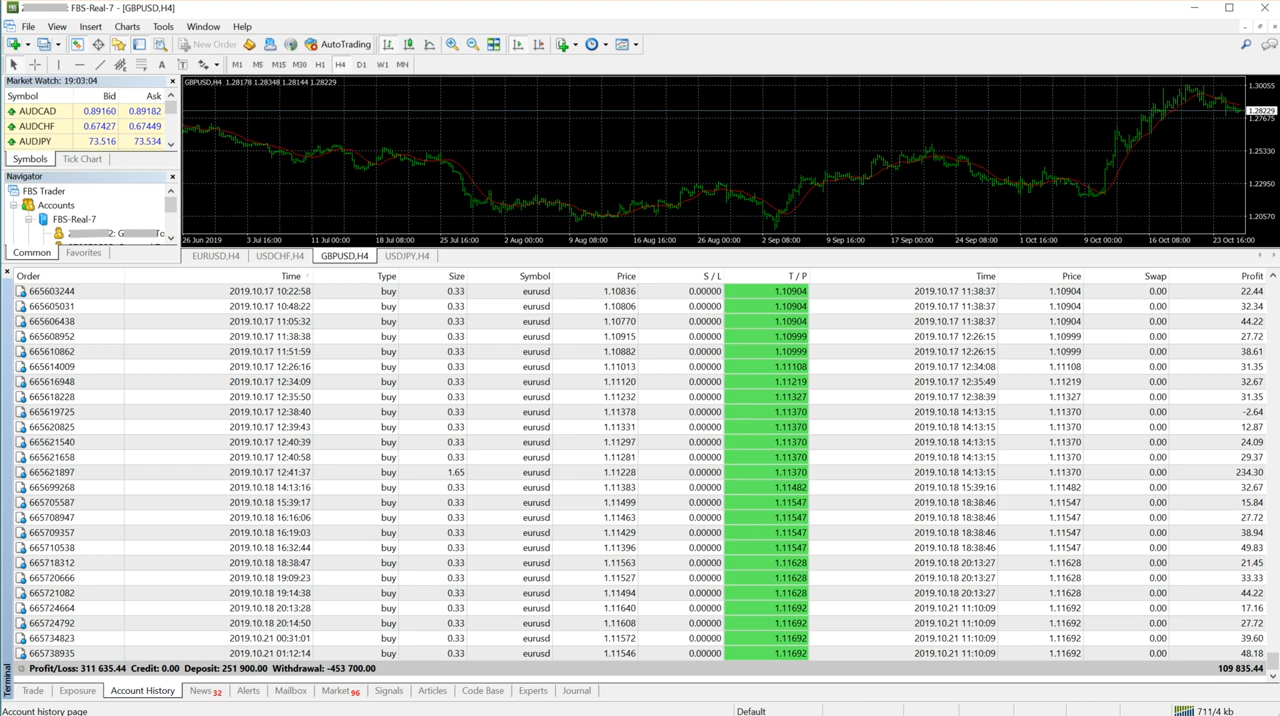 : FBS-Real-7 - [GBPUSD,H4]
File View Insert Charts Tools Window Help
New Order AutoTrading
A T M1 M5 M15 M30 H1 H4 D1 W1 MN
Market Watch: 19:03:04
Symbol Bid Ask
AUDCAD 0.89160 0.89182
AUDCHF 0.67427 0.67449
AUDJPY 73.516 73.534
Symbols Tick Chart
Navigator
FBS Trader
Accounts
FBS-Real-7
Common Favorites
GBPUSD,H4 1.28178 1.28348 1.28144 1.28229
1.30055
1.28229
1.27675
1.25330
1.22950
1.20570
26 Jun 2019 3 Jul 16:00 11 Jul 00:00 18 Jul 08:00 25 Jul 16:00 2 Aug 00:00 9 Aug 08:00 16 Aug 16:00 26 Aug 00:00 2 Sep 08:00 9 Sep 16:00 17 Sep 00:00 24 Sep 08:00 1 Oct 16:00 9 Oct 00:00 16 Oct 08:00 23 Oct 16:00
EURUSD,H4 USDCHF,H4 GBPUSD,H4 USDJPY,H4
Order Time Type Size Symbol Price S / L T / P Time Price Swap Profit
665603244 2019.10.17 10:22:58 buy 0.33 eurusd 1.10836 0.00000 1.10904 2019.10.17 11:38:37 1.10904 0.00 22.44
665605031 2019.10.17 10:48:22 buy 0.33 eurusd 1.10806 0.00000 1.10904 2019.10.17 11:38:37 1.10904 0.00 32.34
665606438 2019.10.17 11:05:32 buy 0.33 eurusd 1.10770 0.00000 1.10904 2019.10.17 11:38:37 1.10904 0.00 44.22
665608952 2019.10.17 11:38:38 buy 0.33 eurusd 1.10915 0.00000 1.10999 2019.10.17 12:26:15 1.10999 0.00 27.72
665610862 2019.10.17 11:51:59 buy 0.33 eurusd 1.10882 0.00000 1.10999 2019.10.17 12:26:15 1.10999 0.00 38.61
665614009 2019.10.17 12:26:16 buy 0.33 eurusd 1.11013 0.00000 1.11108 2019.10.17 12:34:08 1.11108 0.00 31.35
665616948 2019.10.17 12:34:09 buy 0.33 eurusd 1.11120 0.00000 1.11219 2019.10.17 12:35:49 1.11219 0.00 32.67
665618228 2019.10.17 12:35:50 buy 0.33 eurusd 1.11232 0.00000 1.11327 2019.10.17 12:38:39 1.11327 0.00 31.35
665619725 2019.10.17 12:38:40 buy 0.33 eurusd 1.11378 0.00000 1.11370 2019.10.18 14:13:15 1.11370 0.00 -2.64
665620825 2019.10.17 12:39:43 buy 0.33 eurusd 1.11331 0.00000 1.11370 2019.10.18 14:13:15 1.11370 0.00 12.87
665621540 2019.10.17 12:40:39 buy 0.33 eurusd 1.11297 0.00000 1.11370 2019.10.18 14:13:15 1.11370 0.00 24.09
665621658 2019.10.17 12:40:58 buy 0.33 eurusd 1.11281 0.00000 1.11370 2019.10.18 14:13:15 1.11370 0.00 29.37
665621897 2019.10.17 12:41:37 buy 1.65 eurusd 1.11228 0.00000 1.11370 2019.10.18 14:13:15 1.11370 0.00 234.30
665699268 2019.10.18 14:13:16 buy 0.33 eurusd 1.11383 0.00000 1.11482 2019.10.18 15:39:16 1.11482 0.00 32.67
665705587 2019.10.18 15:39:17 buy 0.33 eurusd 1.11499 0.00000 1.11547 2019.10.18 18:38:46 1.11547 0.00 15.84
665708947 2019.10.18 16:16:06 buy 0.33 eurusd 1.11463 0.00000 1.11547 2019.10.18 18:38:46 1.11547 0.00 27.72
665709357 2019.10.18 16:19:03 buy 0.33 eurusd 1.11429 0.00000 1.11547 2019.10.18 18:38:46 1.11547 0.00 38.94
665710538 2019.10.18 16:32:44 buy 0.33 eurusd 1.11396 0.00000 1.11547 2019.10.18 18:38:46 1.11547 0.00 49.83
665718312 2019.10.18 18:38:47 buy 0.33 eurusd 1.11563 0.00000 1.11628 2019.10.18 20:13:27 1.11628 0.00 21.45
665720666 2019.10.18 19:09:23 buy 0.33 eurusd 1.11527 0.00000 1.11628 2019.10.18 20:13:27 1.11628 0.00 33.33
665721082 2019.10.18 19:14:38 buy 0.33 eurusd 1.11494 0.00000 1.11628 2019.10.18 20:13:27 1.11628 0.00 44.22
665724664 2019.10.18 20:13:28 buy 0.33 eurusd 1.11640 0.00000 1.11692 2019.10.21 11:10:09 1.11692 0.00 17.16
665724792 2019.10.18 20:14:50 buy 0.33 eurusd 1.11608 0.00000 1.11692 2019.10.21 11:10:09 1.11692 0.00 27.72
665734823 2019.10.21 00:31:01 buy 0.33 eurusd 1.11572 0.00000 1.11692 2019.10.21 11:10:09 1.11692 0.00 39.60
665738935 2019.10.21 01:12:14 buy 0.33 eurusd 1.11546 0.00000 1.11692 2019.10.21 11:10:09 1.11692 0.00 48.18
Profit/Loss: 311 635.44 Credit: 0.00 Deposit: 251 900.00 Withdrawal: -453 700.00 109 835.44
Terminal
Trade Exposure Account History News 32 Alerts Mailbox Market 96 Signals Articles Code Base Experts Journal
Account history page Default 711/4 kb